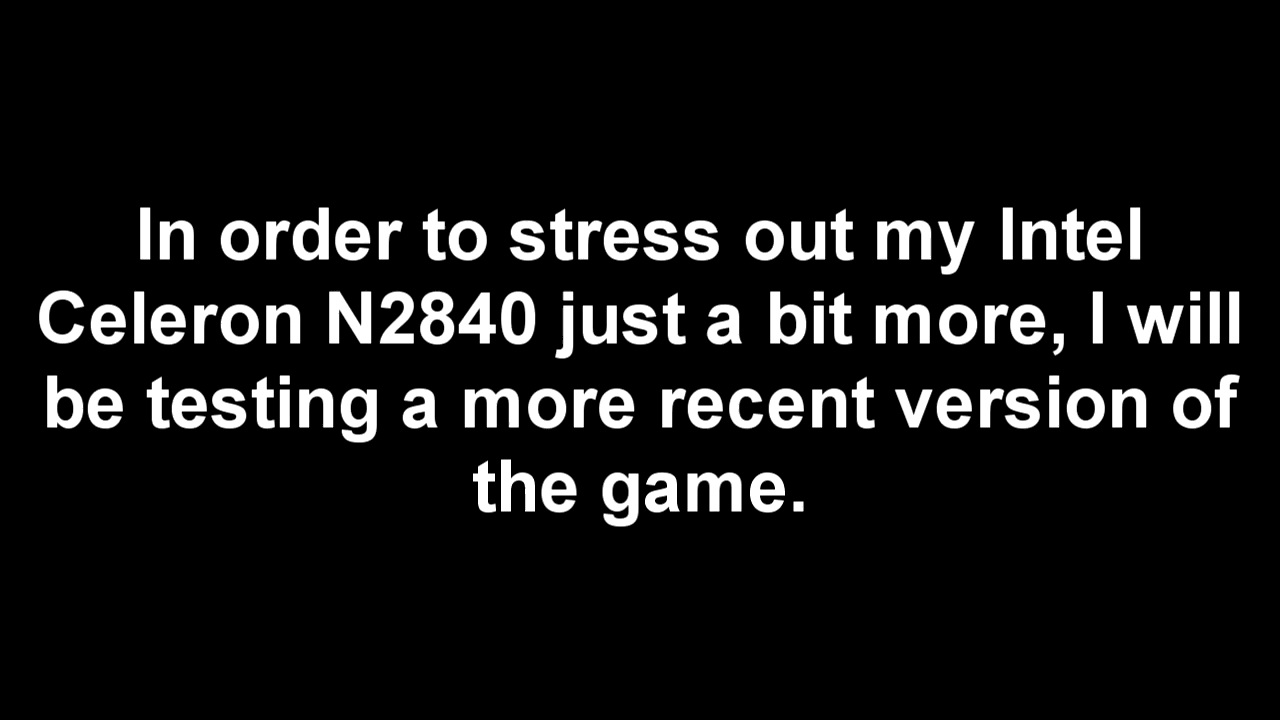 In order to stress out my Intel
Celeron N2840 just a bit more, I will
be testing a more recent version of
the game.